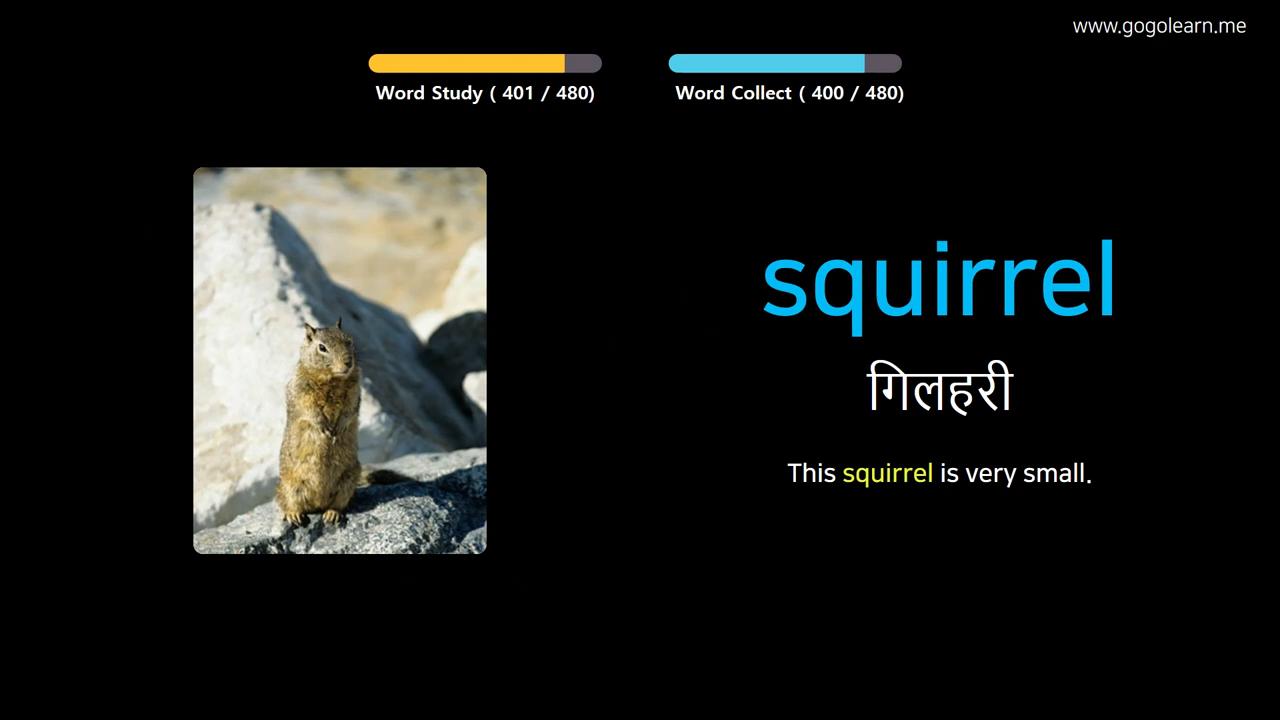 www.gogolearn.me
Word Study ( 401 / 480)
Word Collect ( 400 / 480)
squirrel
गिलहरी
This squirrel is very small.